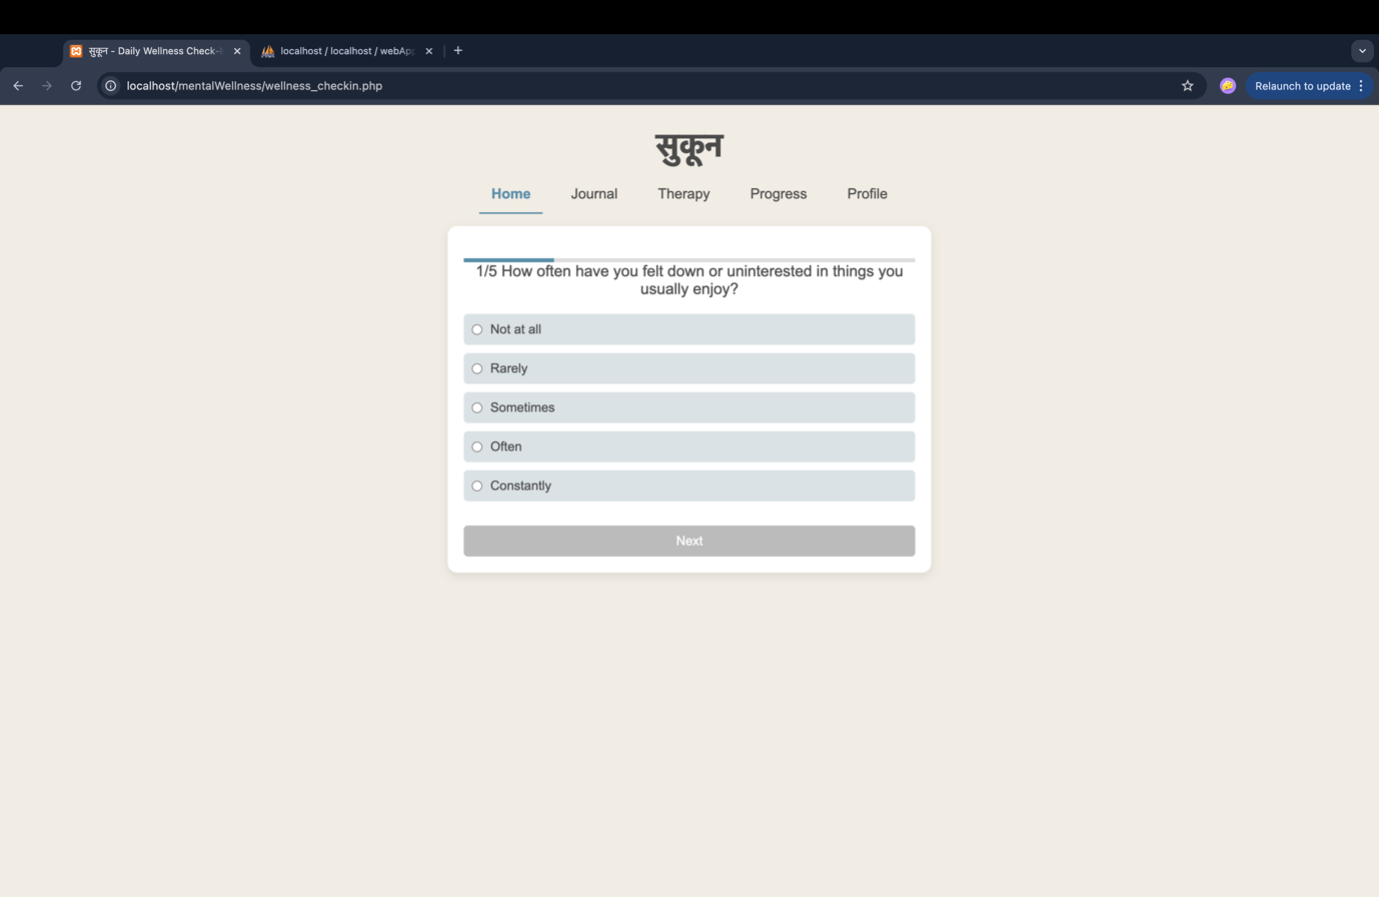 सुकून - Daily Wellness Check-
localhost / localhost / webAp
localhost/mentalWellness/wellness_checkin.php
Relaunch to update
सुकून
Home Journal Therapy Progress Profile
1/5 How often have you felt down or uninterested in things you
usually enjoy?
Not at all
Rarely
Sometimes
Often
Constantly
Next